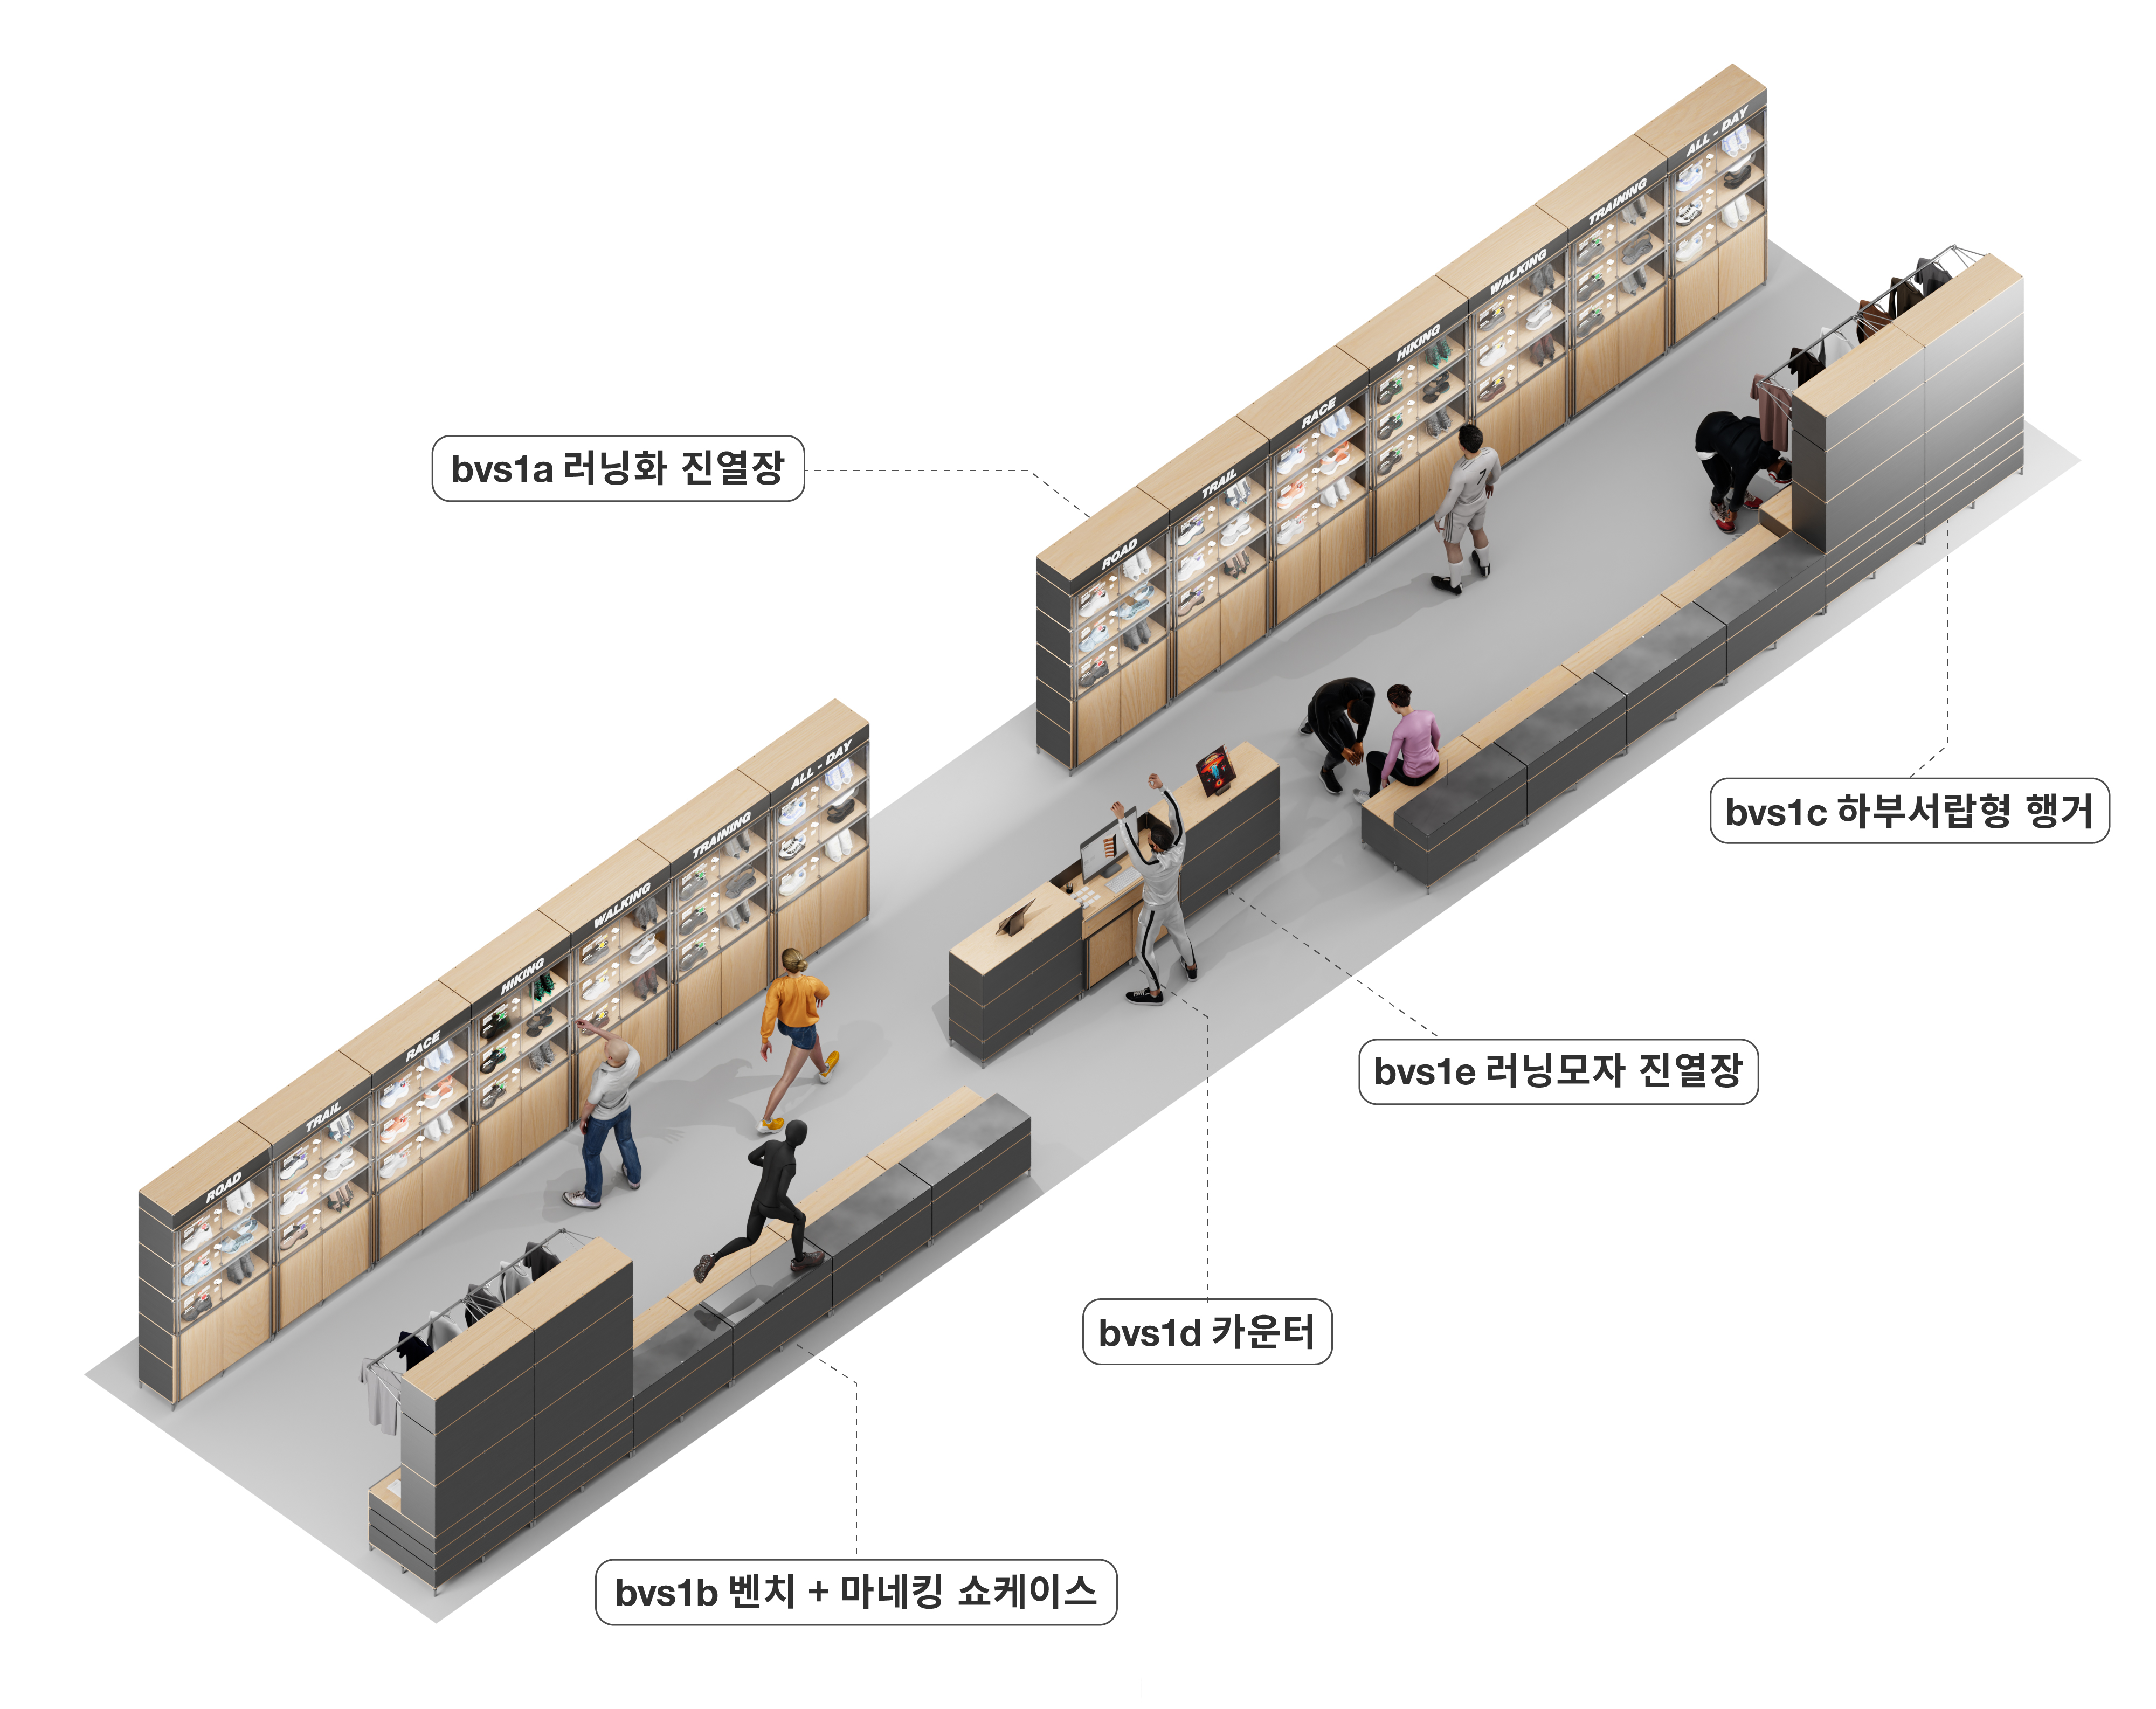 ALL - DAY
TRAINING
WALKING
HIKING
RACE
TRAIL
ROAD
7
bvs1a 러닝화 진열장
ALL - DAY
TRAINING
WALKING
HIKING
RACE
TRAIL
ROAD
bvs1c 하부서랍형 행거
bvs1e 러닝모자 진열장
bvs1d 카운터
bvs1b 벤치 + 마네킹 쇼케이스